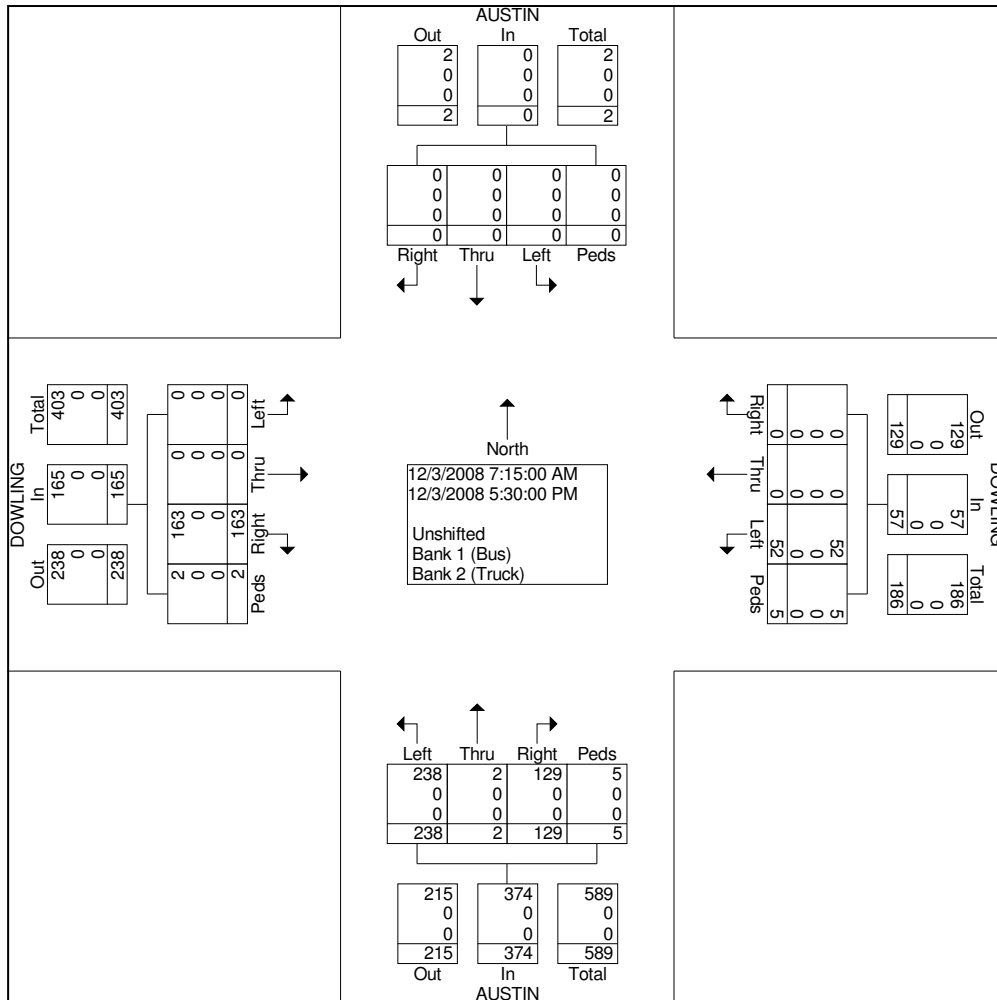 AUSTIN
Out In Total
2 0 2
0 0 0
0 0 0
2 0 2
0 0 0 0
0 0 0 0
0 0 0 0
0 0 0 0
Right Thru Left Peds
DOWLING
Total In Out
403 165 238
0 0 0
0 0 0
403 165 238
0 0 163 2
0 0 0 0
0 0 0 0
0 0 163 2
Left Thru Right Peds
North
12/3/2008 7:15:00 AM
12/3/2008 5:30:00 PM
Unshifted
Bank 1 (Bus)
Bank 2 (Truck)
Right Thru Left Peds
0 0 52 5
0 0 0 0
0 0 0 0
0 0 52 5
Out In Total
129 57 186
0 0 0
0 0 0
129 57 186
DOWLING
Left Thru Right Peds
238 2 129 5
0 0 0 0
0 0 0 0
238 2 129 5
215 374 589
0 0 0
0 0 0
215 374 589
Out In Total
AUSTIN